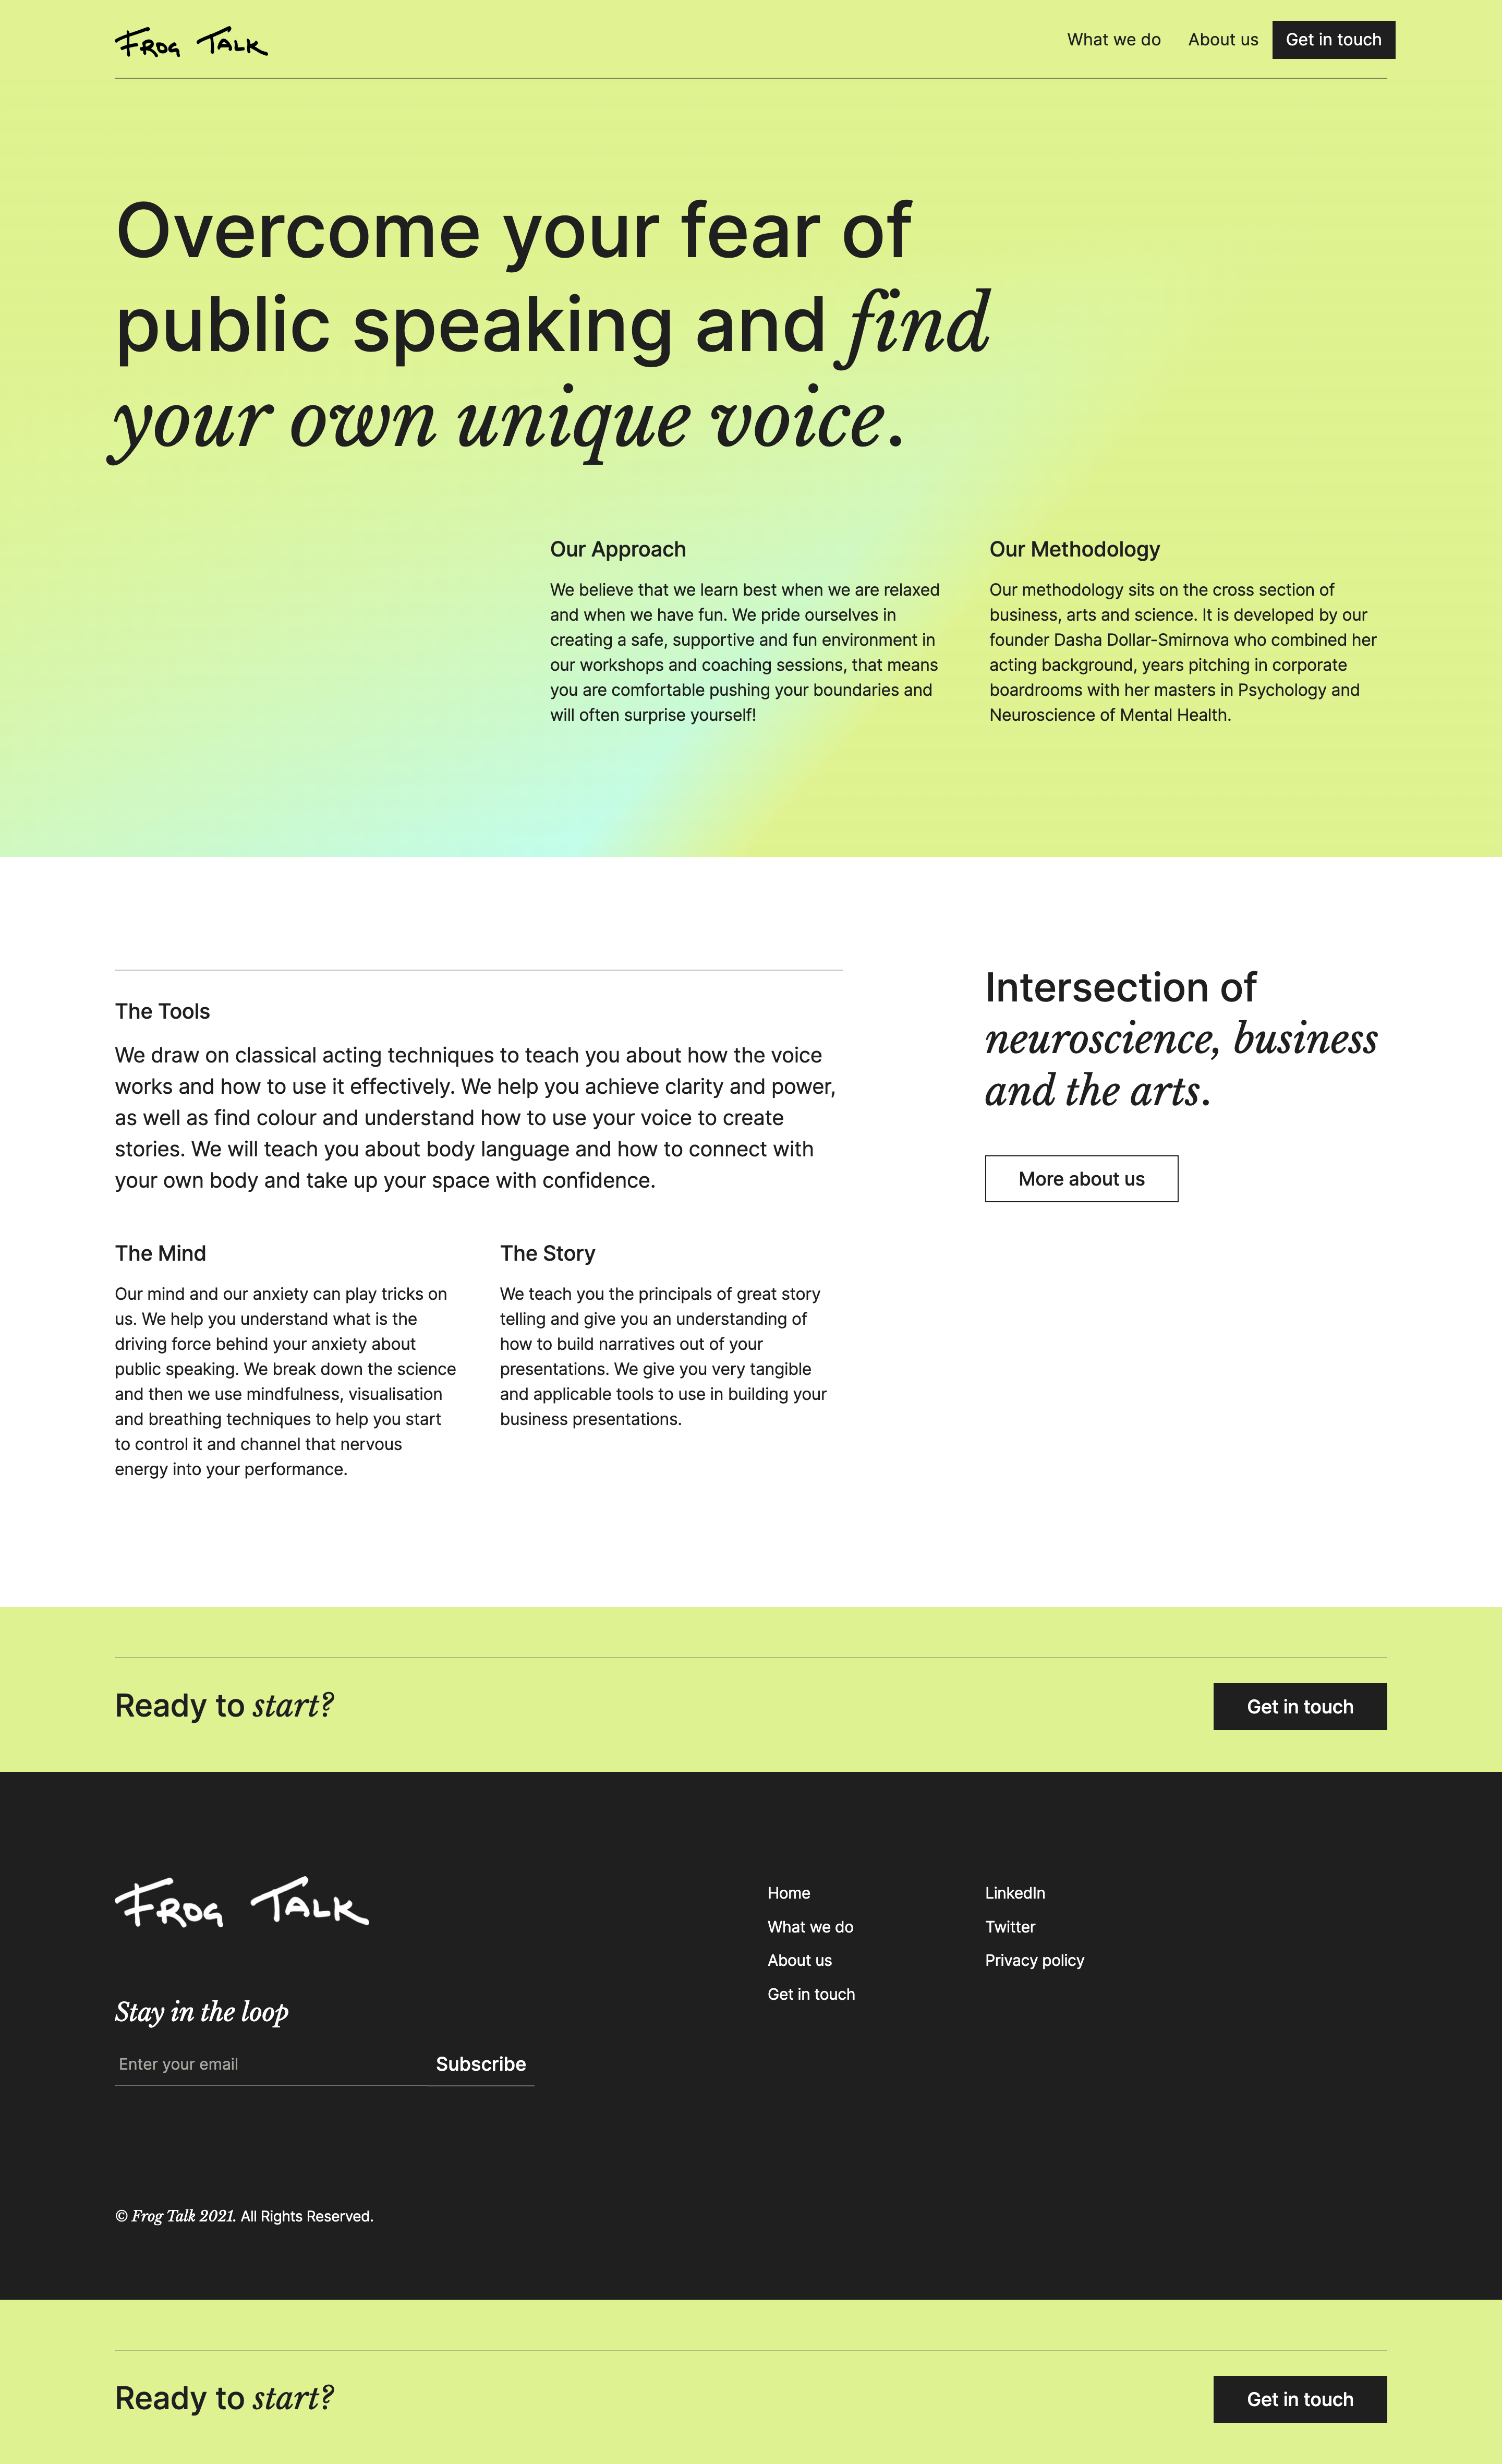 Frog Talk
What we do
About us
Get in touch
Overcome your fear of
public speaking and find
your own unique voice.
Our Approach
We believe that we learn best when we are relaxed
and when we have fun. We pride ourselves in
creating a safe, supportive and fun environment in
our workshops and coaching sessions, that means
you are comfortable pushing your boundaries and
will often surprise yourself!
Our Methodology
Our methodology sits on the cross section of
business, arts and science. It is developed by our
founder Dasha Dollar-Smirnova who combined her
acting background, years pitching in corporate
boardrooms with her masters in Psychology and
Neuroscience of Mental Health.
The Tools
We draw on classical acting techniques to teach you about how the voice
works and how to use it effectively. We help you achieve clarity and power,
as well as find colour and understand how to use your voice to create
stories. We will teach you about body language and how to connect with
your own body and take up your space with confidence.
The Mind
Our mind and our anxiety can play tricks on
us. We help you understand what is the
driving force behind your anxiety about
public speaking. We break down the science
and then we use mindfulness, visualisation
and breathing techniques to help you start
to control it and channel that nervous
energy into your performance.
The Story
We teach you the principals of great story
telling and give you an understanding of
how to build narratives out of your
presentations. We give you very tangible
and applicable tools to use in building your
business presentations.
Intersection of
neuroscience, business
and the arts.
More about us
Ready to start?
Get in touch
Frog Talk
Stay in the loop
Enter your email
Subscribe
Home
What we do
About us
Get in touch
LinkedIn
Twitter
Privacy policy
© Frog Talk 2021. All Rights Reserved.
Ready to start?
Get in touch